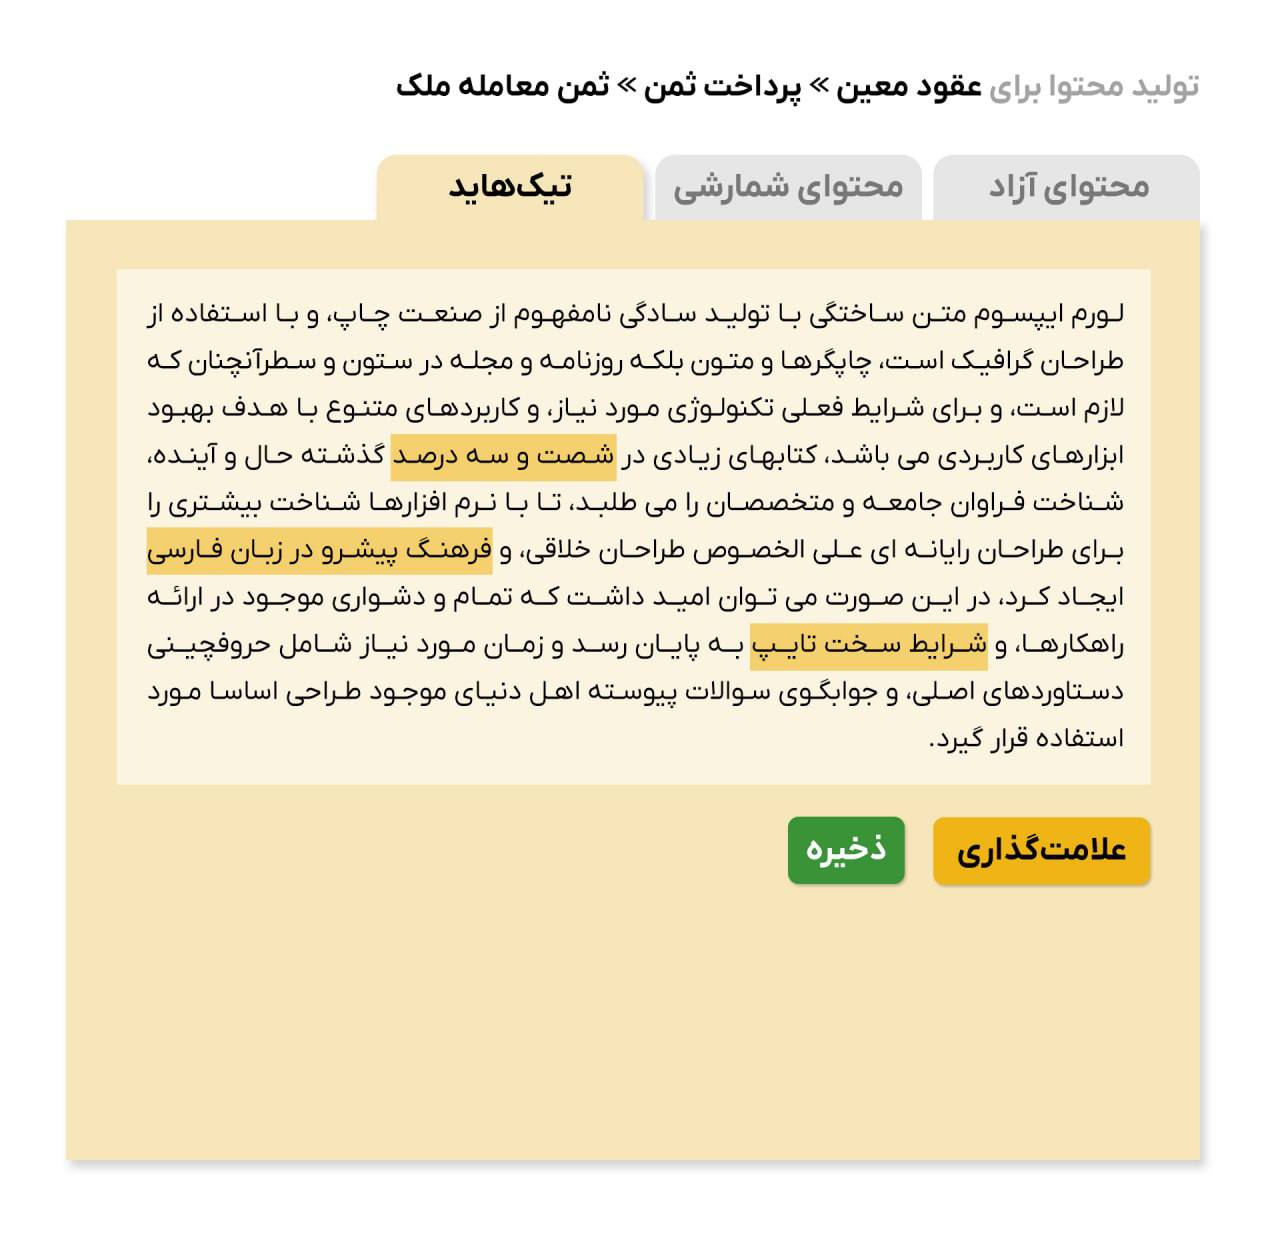 تولید محتوا برای عقود معین » پرداخت ثمن » ثمن معامله ملک
محتوای آزاد
محتوای شمارشی
تیک‌هاید
لورم ایپسوم متن ساختگی با تولید سادگی نامفهوم از صنعت چاپ، و با استفاده از
طراحان گرافیک است، چاپگرها و متون بلکه روزنامه و مجله در ستون و سطرآنچنان که
لازم است، و برای شرایط فعلی تکنولوژی مورد نیاز، و کاربردهای متنوع با هدف بهبود
ابزارهای کاربردی می باشد، کتابهای زیادی در شصت و سه درصد گذشته حال و آینده،
شناخت فراوان جامعه و متخصصان را می طلبد، تا با نرم افزارها شناخت بیشتری را
برای طراحان رایانه ای علی الخصوص طراحان خلاقی، و فرهنگ پیشرو در زبان فارسی
ایجاد کرد، در این صورت می توان امید داشت که تمام و دشواری موجود در ارائه
راهکارها، و شرایط سخت تایپ به پایان رسد و زمان مورد نیاز شامل حروفچینی
دستاوردهای اصلی، و جوابگوی سوالات پیوسته اهل دنیای موجود طراحی اساسا مورد
استفاده قرار گیرد.
علامت‌گذاری
ذخیره